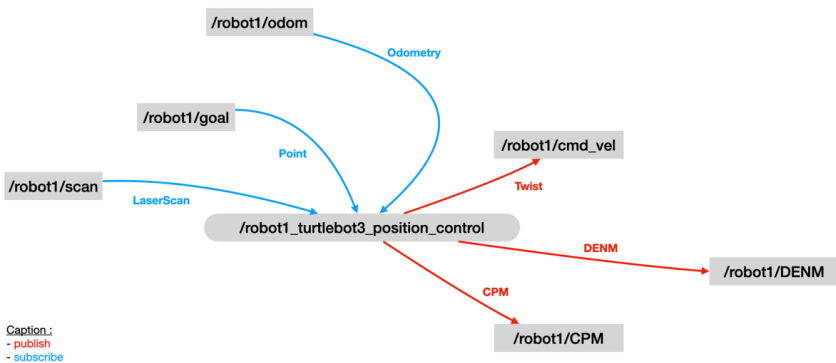 /robot1/odom
Odometry
/robot1/goal
Point
/robot1/cmd_vel
Twist
/robot1/scan
LaserScan
/robot1_turtlebot3_position_control
DENM
/robot1/DENM
CPM
/robot1/CPM
Caption :
- publish
- subscribe